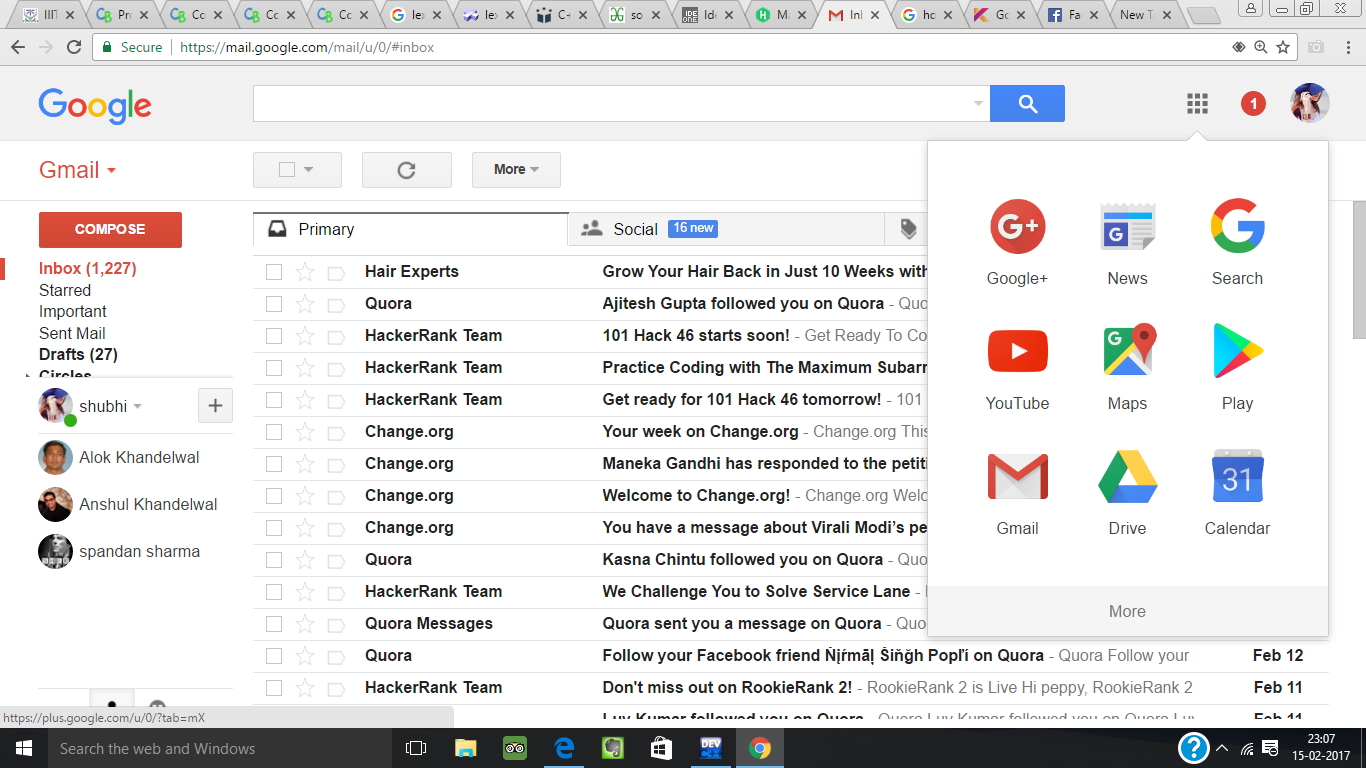 IIIT
Pro
Co
Co
Co
lex
lex
C+
so
Ide
Ma
Inb
ho
Go
Fa
New T
Secure https://mail.google.com/mail/u/0/#inbox
Google
1
Gmail
More
COMPOSE
Primary
Social 16 new
Inbox (1,227)
Starred
Important
Sent Mail
Drafts (27)
Circles
shubhi
Alok Khandelwal
Anshul Khandelwal
spandan sharma
Hair Experts Grow Your Hair Back in Just 10 Weeks with
Quora Ajitesh Gupta followed you on Quora - Quo
HackerRank Team 101 Hack 46 starts soon! - Get Ready To Co
HackerRank Team Practice Coding with The Maximum Subarr
HackerRank Team Get ready for 101 Hack 46 tomorrow! - 101
Change.org Your week on Change.org - Change.org This
Change.org Maneka Gandhi has responded to the petiti
Change.org Welcome to Change.org! - Change.org Welc
Change.org You have a message about Virali Modi's pe
Quora Kasna Chintu followed you on Quora - Quo
HackerRank Team We Challenge You to Solve Service Lane -
Quora Messages Quora sent you a message on Quora - Quo
Quora Follow your Facebook friend Ňįŕmāļ Šiňğh Popľi on Quora - Quora Follow your Feb 12
HackerRank Team Don't miss out on RookieRank 2! - RookieRank 2 is Live Hi peppy, RookieRank 2 Feb 11
Luv Kumar followed you on Quora - Quora Luv Kumar followed you on Quora Luv Feb 11
G+
Google+
G
News
G
Search
YouTube
G
Maps
Play
Gmail
Drive
31
Calendar
More
https://plus.google.com/u/0/?tab=mX
Search the web and Windows
DEV
C++
?
23:07
15-02-2017